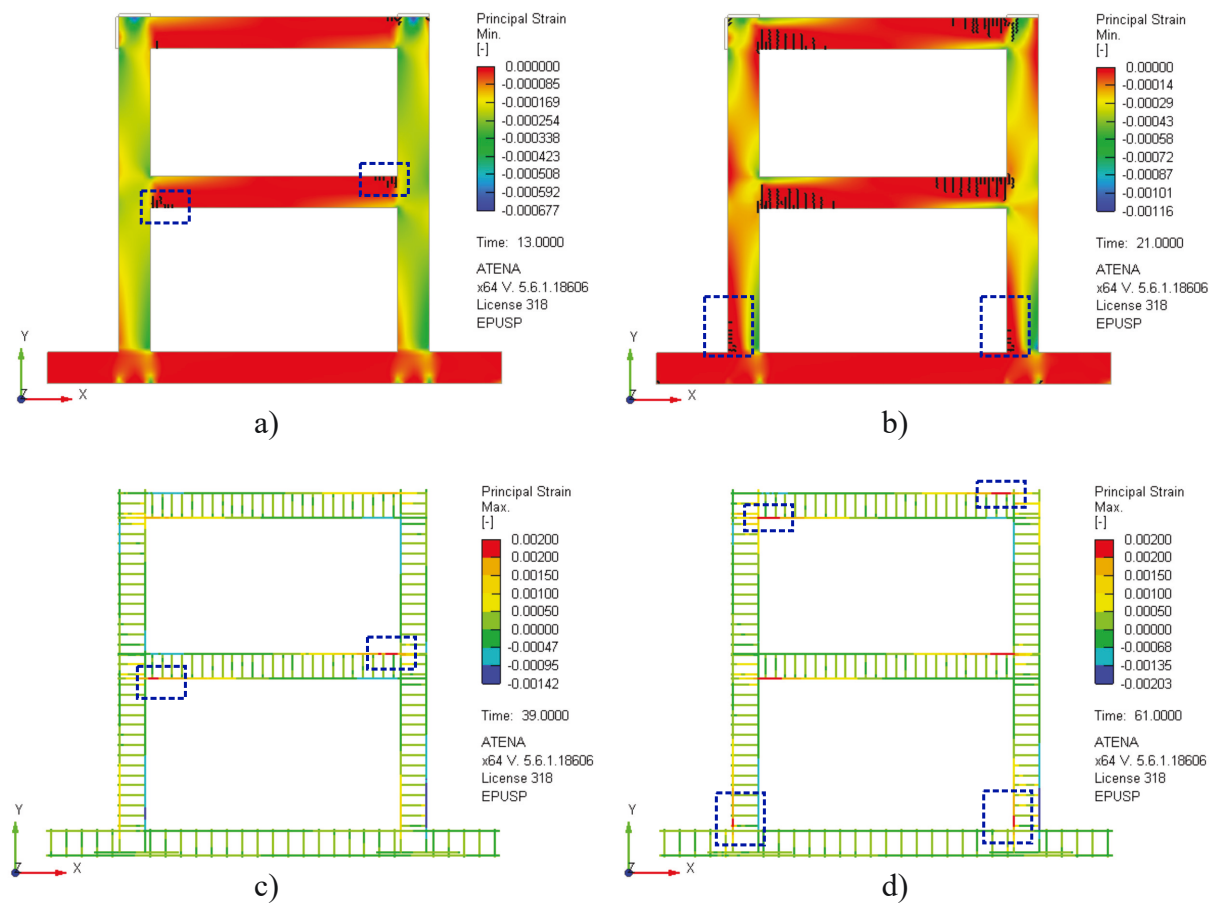 Principal Strain
Min.
[-]
0.000000
-0.000085
-0.000169
-0.000254
-0.000338
-0.000423
-0.000508
-0.000592
-0.000677
Time: 13.0000
ATENA
x64 V. 5.6.1.18606
License 318
EPUSP
Y
Z
X
a)
Principal Strain
Min.
[-]
0.00000
-0.00014
-0.00029
-0.00043
-0.00058
-0.00072
-0.00087
-0.00101
-0.00116
Time: 21.0000
ATENA
x64 V. 5.6.1.18606
License 318
EPUSP
Y
Z
X
b)
Principal Strain
Max.
[-]
0.00200
0.00200
0.00150
0.00100
0.00050
0.00000
-0.00047
-0.00095
-0.00142
Time: 39.0000
ATENA
x64 V. 5.6.1.18606
License 318
EPUSP
Y
Z
X
c)
Principal Strain
Max.
[-]
0.00200
0.00200
0.00150
0.00100
0.00050
0.00000
-0.00068
-0.00135
-0.00203
Time: 61.0000
ATENA
x64 V. 5.6.1.18606
License 318
EPUSP
Y
Z
X
d)